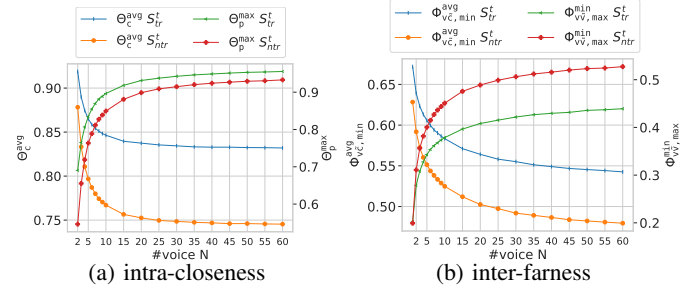 Θ_c^avg S_tr^t Θ_p^max S_tr^t
Θ_c^avg S_ntr^t Θ_p^max S_ntr^t
0.90
0.85
0.80
0.75
Θ_c^avg
0.9
0.8
0.7
0.6
Θ_p^max
2 5 10 15 20 25 30 35 40 45 50 55 60
#voice N
(a) intra-closeness
Φ_vc̄,min^avg S_tr^t Φ_vv̄,max^min S_tr^t
Φ_vc̄,min^avg S_ntr^t Φ_vv̄,max^min S_ntr^t
0.65
0.60
0.55
0.50
Φ_vc̄,min^avg
0.5
0.4
0.3
0.2
Φ_vv̄,max^min
2 5 10 15 20 25 30 35 40 45 50 55 60
#voice N
(b) inter-farness